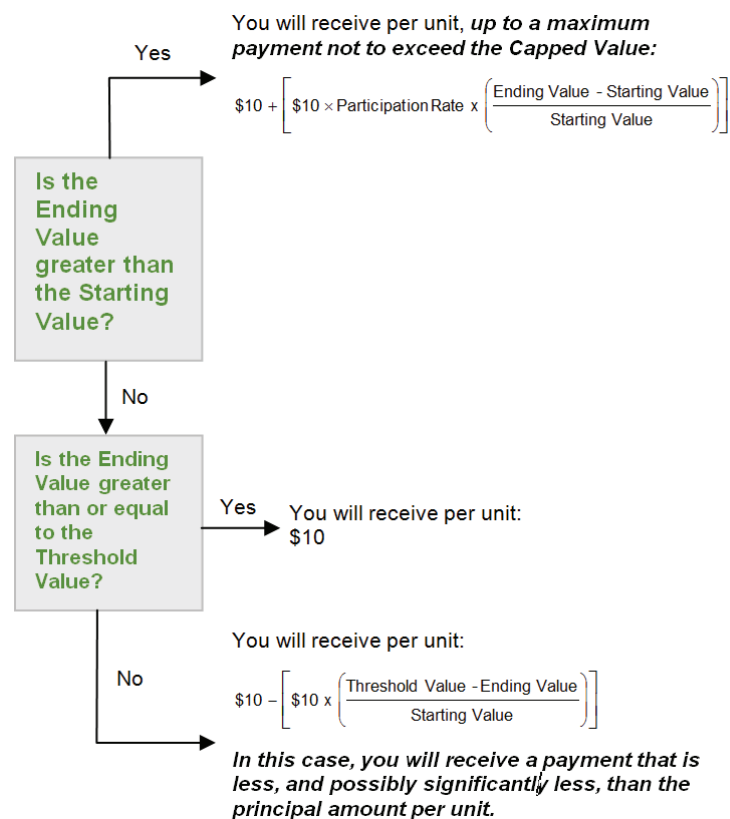 You will receive per unit, up to a maximum
payment not to exceed the Capped Value:
Yes
$10 + [ $10 × Participation Rate x ( Ending Value - Starting Value / Starting Value ) ]
Is the
Ending
Value
greater than
the Starting
Value?
No
Is the Ending
Value greater
than or equal
to the
Threshold
Value?
Yes
You will receive per unit:
$10
No
You will receive per unit:
$10 – [ $10 x ( Threshold Value - Ending Value / Starting Value ) ]
In this case, you will receive a payment that is
less, and possibly significantly less, than the
principal amount per unit.